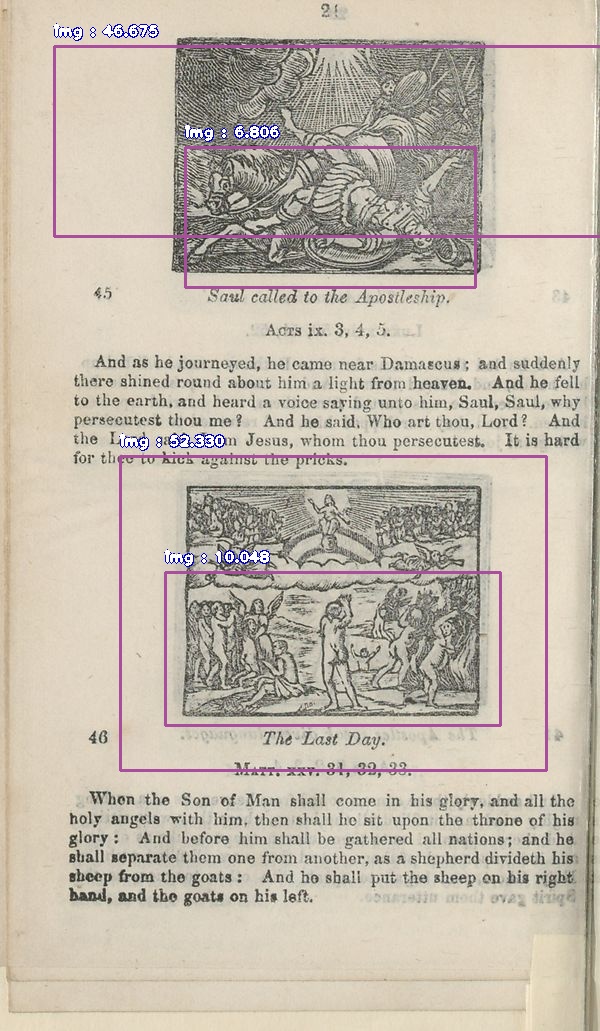 img : 46.675
img : 6.806
45
Saul called to the Apostleship.
ACTS ix. 3, 4, 5.
And as he journeyed, he came near Damascus; and suddenly
there shined round about him a light from heaven. And he fell
to the earth, and heard a voice saying unto him, Saul, Saul, why
persecutest thou me? And he said, Who art thou, Lord? And
the Jesus, whom thou persecutest. It is hard
for thee to kick against the pricks.
img : 52.330
img : 10.048
46
The Last Day.
MATT. xxv. 31, 32, 33.
When the Son of Man shall come in his glory, and all the
holy angels with him, then shall he sit upon the throne of his
glory: And before him shall be gathered all nations; and he
shall separate them one from another, as a shepherd divideth his
sheep from the goats: And he shall put the sheep on his right
hand, and the goats on his left.